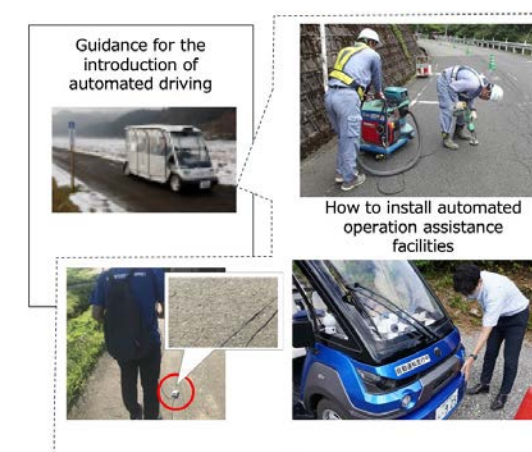 Guidance for the
introduction of
automated driving
How to install automated
operation assistance
facilities